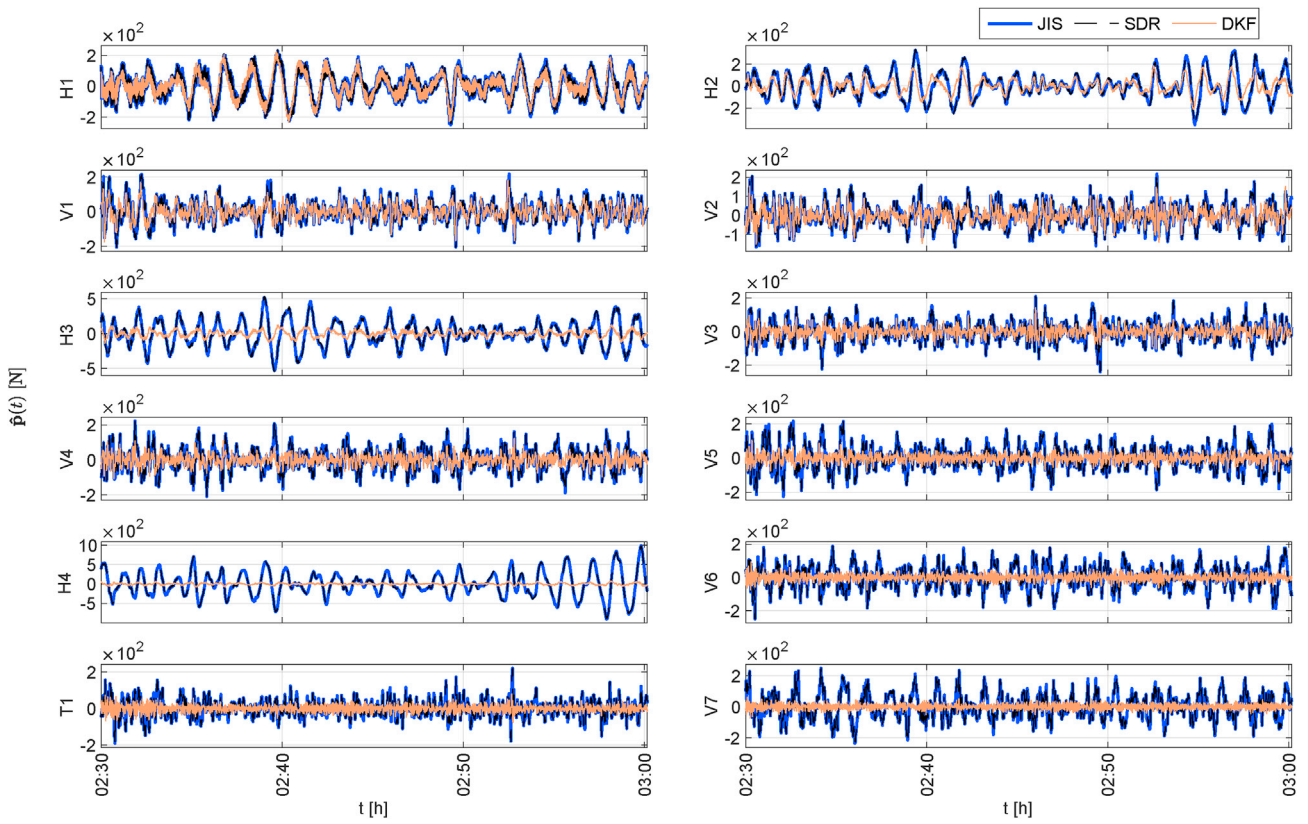 JIS SDR DKF
×10²
H1
2
0
-2
×10²
H2
2
0
-2
×10²
V1
2
0
-2
×10²
V2
2
1
0
-1
×10²
H3
5
0
-5
×10²
V3
2
0
-2
p̂(t) [N]
×10²
V4
2
0
-2
×10²
V5
2
0
-2
×10²
H4
10
5
0
-5
×10²
V6
2
0
-2
×10²
T1
2
0
-2
×10²
V7
2
0
-2
02:30 02:40 02:50 03:00
t [h]
02:30 02:40 02:50 03:00
t [h]